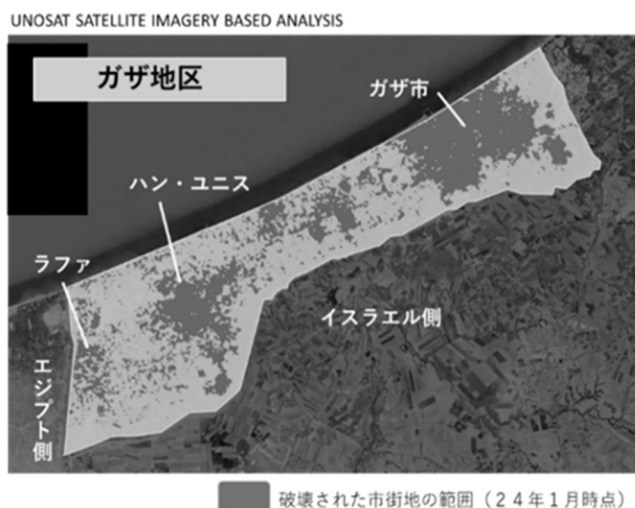 UNOSAT SATELLITE IMAGERY BASED ANALYSIS
ガザ地区
ガザ市
ハン・ユニス
ラファ
イスラエル側
エジプト側
破壊された市街地の範囲（２４年１月時点）